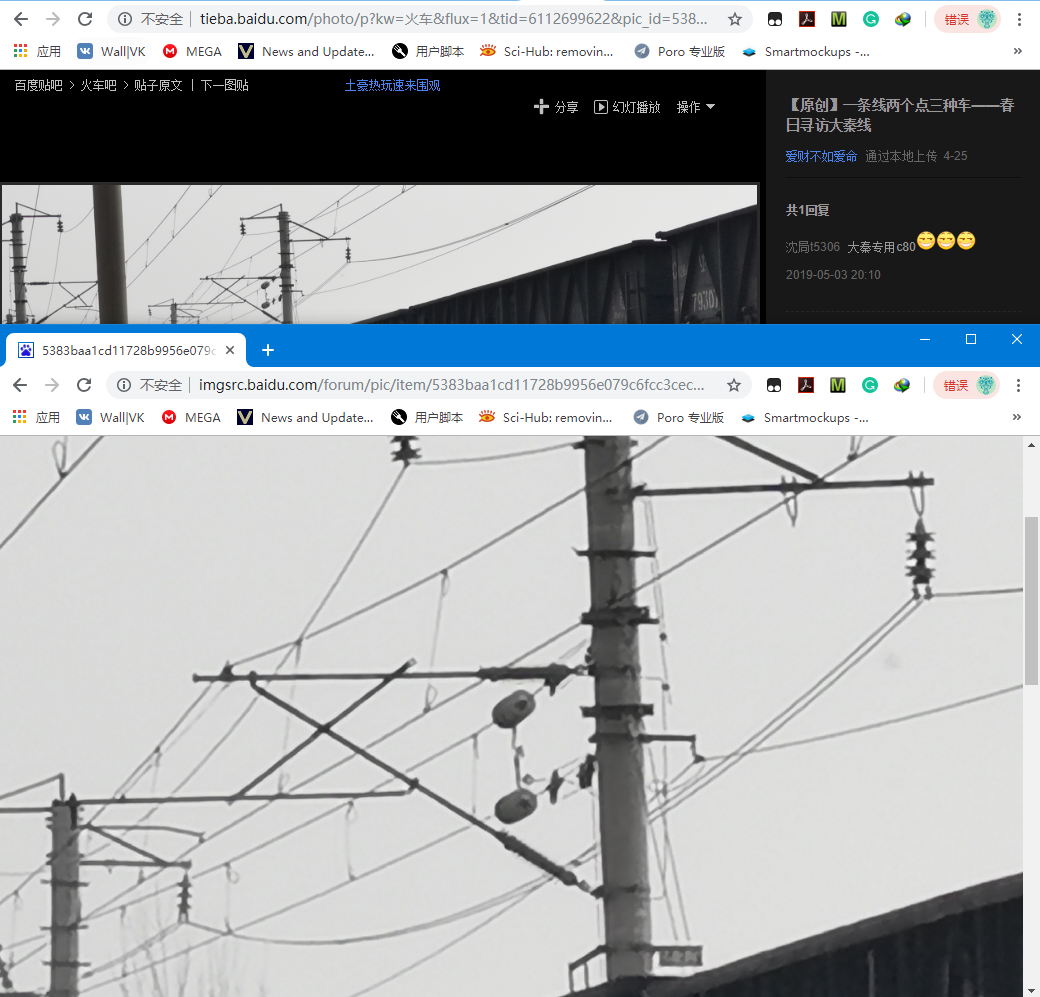 不安全 | tieba.baidu.com/photo/p?kw=火车&flux=1&tid=6112699622&pic_id=538... 错误
应用 Wall|VK MEGA News and Update... 用户脚本 Sci-Hub: removin... Poro 专业版 Smartmockups -... »
百度贴吧 > 火车吧 > 贴子原文 | 下一图贴 土豪热玩速来围观
分享 幻灯播放 操作
【原创】一条线两个点三种车——春
日寻访大秦线
爱财不如爱命 通过本地上传 4-25
共1回复
沈局t5306 大秦专用c80
2019-05-03 20:10
7930
5383baa1cd11728b9956e079c
不安全 | imgsrc.baidu.com/forum/pic/item/5383baa1cd11728b9956e079c6fcc3cec... 错误
应用 Wall|VK MEGA News and Update... 用户脚本 Sci-Hub: removin... Poro 专业版 Smartmockups -... »